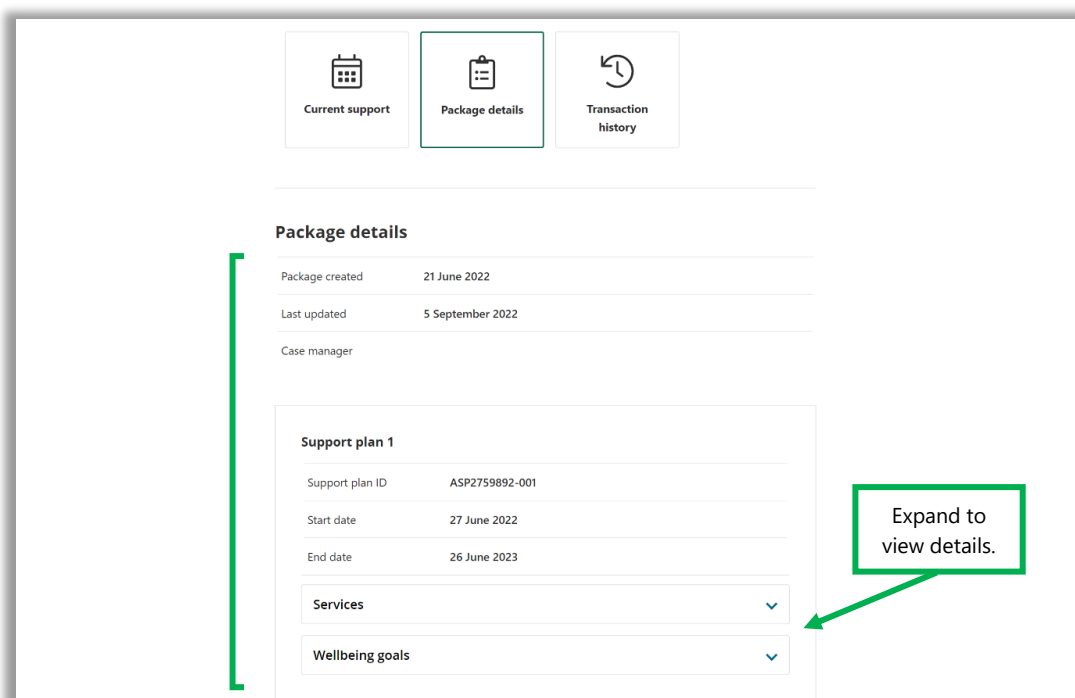 Current support
Package details
Transaction
history
Package details
Package created 21 June 2022
Last updated 5 September 2022
Case manager
Support plan 1
Support plan ID ASP2759892-001
Start date 27 June 2022
End date 26 June 2023
Expand to
view details.
Services
Wellbeing goals